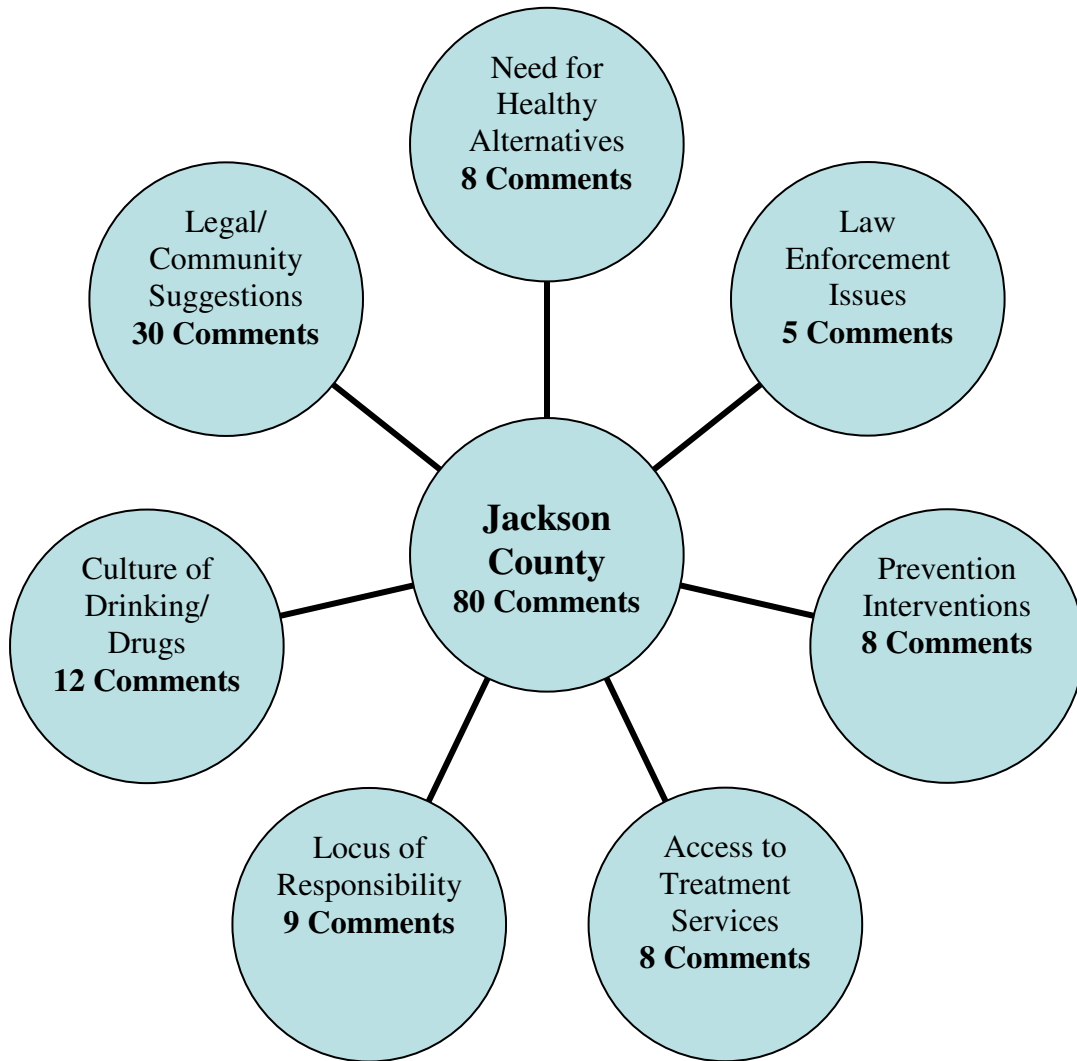 Need for
Healthy
Alternatives
8 Comments
Legal/
Community
Suggestions
30 Comments
Law
Enforcement
Issues
5 Comments
Jackson
County
80 Comments
Culture of
Drinking/
Drugs
12 Comments
Prevention
Interventions
8 Comments
Locus of
Responsibility
9 Comments
Access to
Treatment
Services
8 Comments